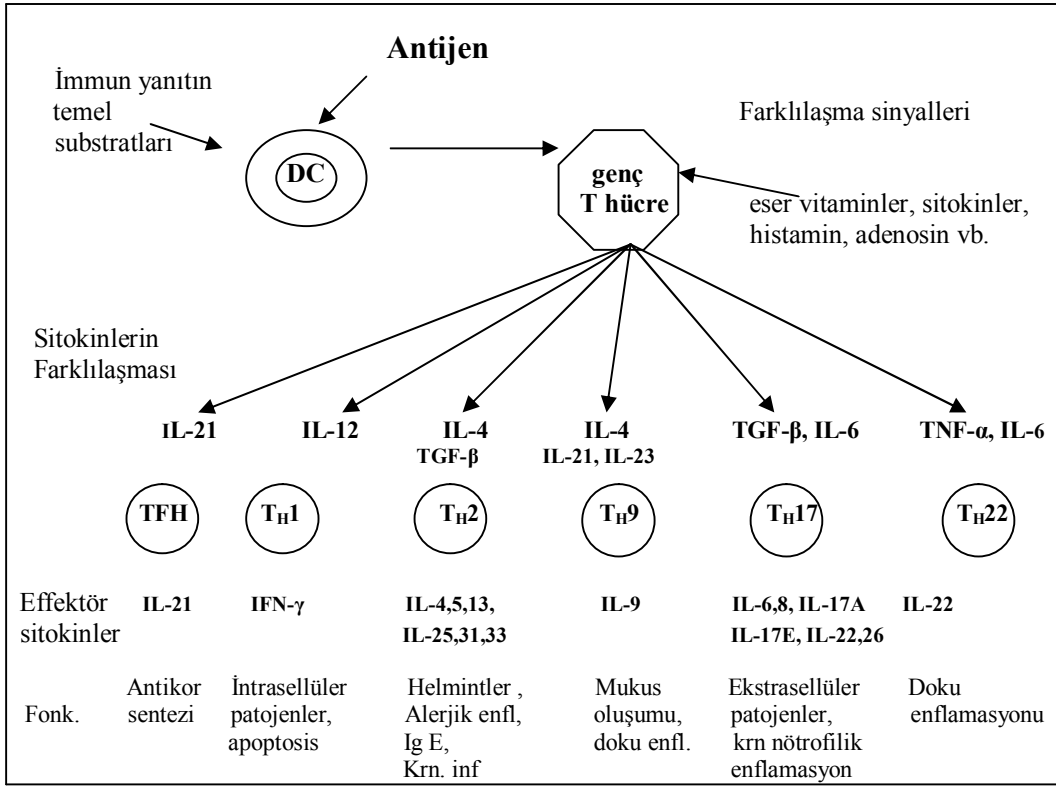 Antijen
İmmun yanıtın
temel
substratları
Farklılaşma sinyalleri
DC
genç
T hücre
eser vitaminler, sitokinler,
histamin, adenosin vb.
Sitokinlerin
Farklılaşması
IL-21 IL-12 IL-4 IL-4 TGF-β, IL-6 TNF-α, IL-6
TGF-β IL-21, IL-23
TFH TH1 TH2 TH9 TH17 TH22
Effektör IL-21 IFN-γ IL-4,5,13, IL-9 IL-6,8, IL-17A IL-22
sitokinler IL-25,31,33 IL-17E, IL-22,26
Fonk.
Antikor
sentezi
İntrasellüler
patojenler,
apoptosis
Helmintler ,
Alerjik enfl,
Ig E,
Krn. inf
Mukus
oluşumu,
doku enfl.
Ekstrasellüler
patojenler,
krn nötrofilik
enflamasyon
Doku
enflamasyonu